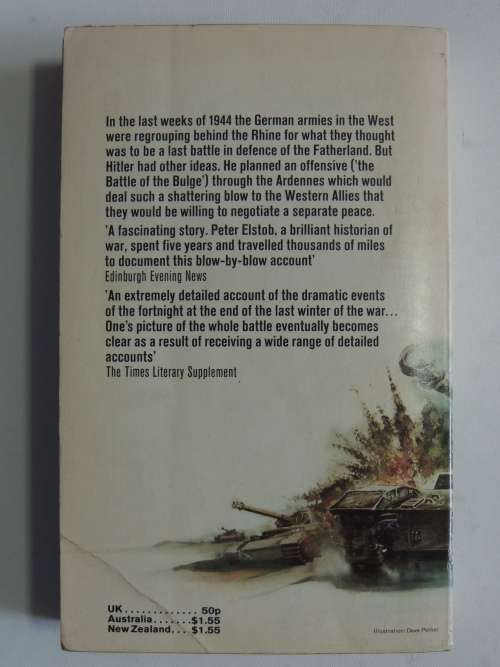 In the last weeks of 1944 the German armies in the West
were regrouping behind the Rhine for what they thought
was to be a last battle in defence of the Fatherland. But
Hitler had other ideas. He planned an offensive ('the
Battle of the Bulge') through the Ardennes which would
deal such a shattering blow to the Western Allies that
they would be willing to negotiate a separate peace.
'A fascinating story. Peter Elstob, a brilliant historian of
war, spent five years and travelled thousands of miles
to document this blow-by-blow account'
Edinburgh Evening News
'An extremely detailed account of the dramatic events
of the fortnight at the end of the last winter of the war...
One's picture of the whole battle eventually becomes
clear as a result of receiving a wide range of detailed
accounts'
The Times Literary Supplement
UK ............. 50p
Australia ....... $1.55
New Zealand ... $1.55
Illustration: Dave Pether